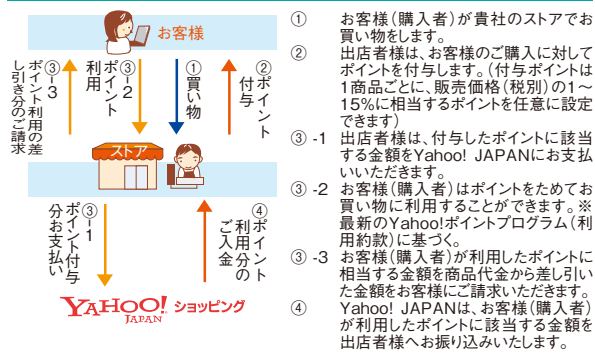 お客様
③-3
ポイント利用の差
し引き分のご請求
③-2
ポイント
利用
①買い物
②ポイント
付与
ストア
③-1
ポイント付与
分お支払い
④ポイント
利用分の
ご入金
YAHOO! ショッピング
JAPAN
① お客様（購入者）が貴社のストアでお
買い物をします。
② 出店者様は、お客様のご購入に対して
ポイントを付与します。（付与ポイントは
1商品ごとに、販売価格（税別）の1～
15％に相当するポイントを任意に設定
できます）
③ -1 出店者様は、付与したポイントに該当
する金額をYahoo! JAPANにお支払
いいただきます。
③ -2 お客様（購入者）はポイントをためてお
買い物に利用することができます。※
最新のYahoo!ポイントプログラム（利
用約款）に基づく。
③ -3 お客様（購入者）が利用したポイントに
相当する金額を商品代金から差し引い
た金額をお客様にご請求いただきます。
④ Yahoo! JAPANは、お客様（購入者）
が利用したポイントに該当する金額を
出店者様へお振り込みいたします。